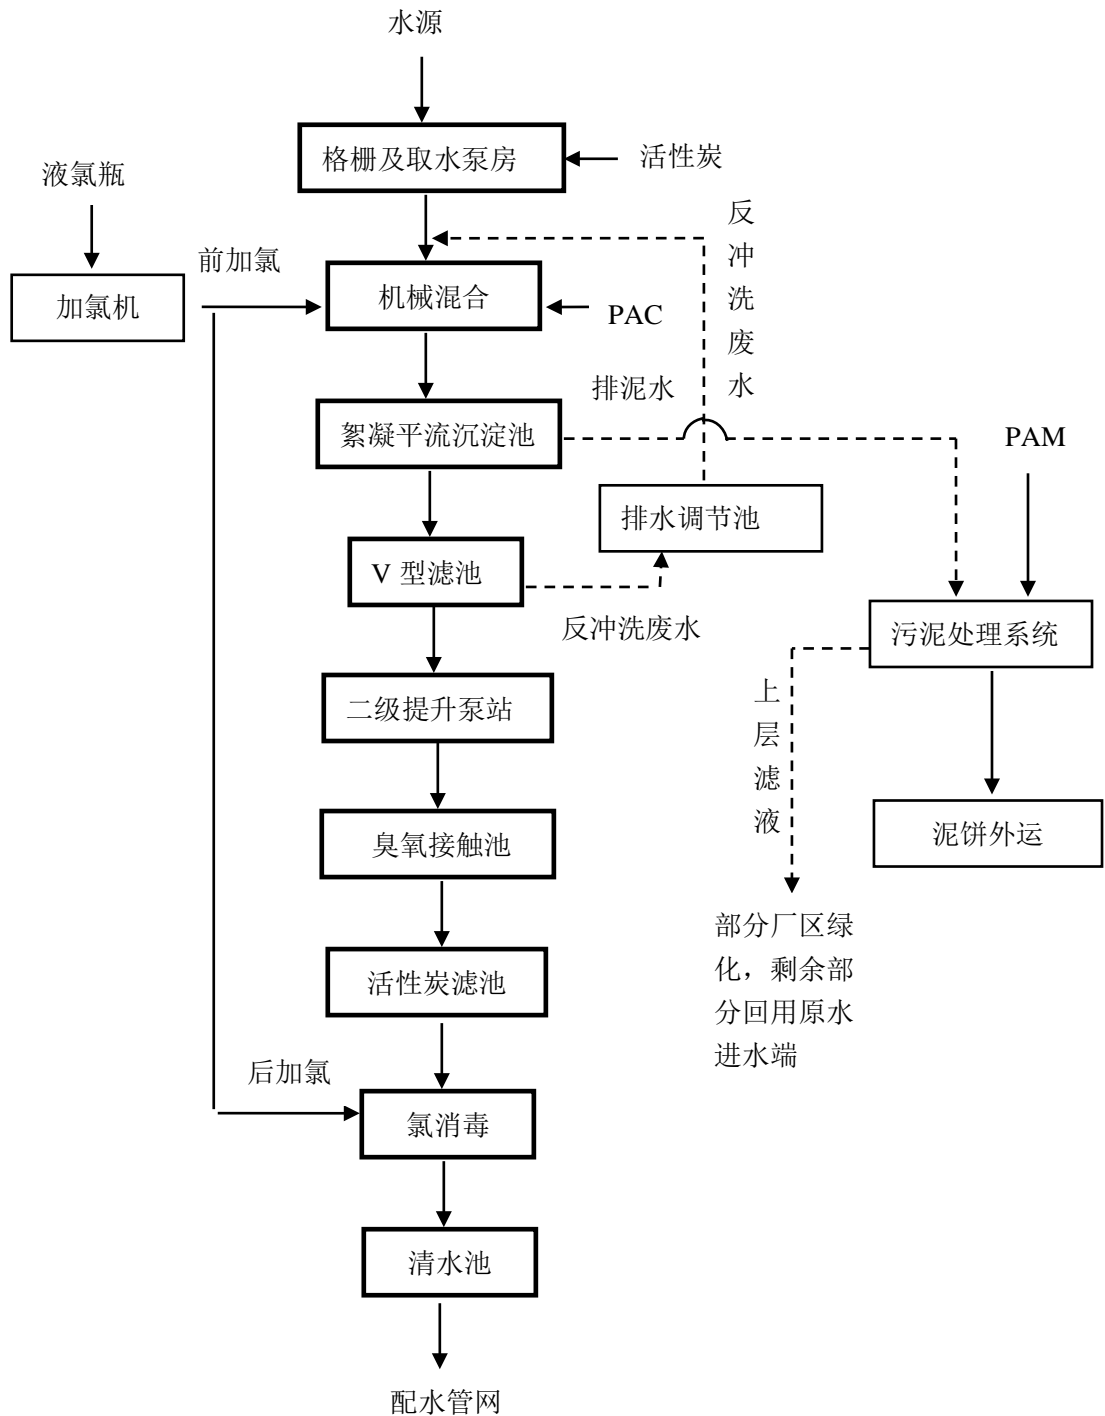 水源
格栅及取水泵房
活性炭
液氯瓶
反冲洗废水
前加氯
加氯机
机械混合
PAC
排泥水
絮凝平流沉淀池
PAM
排水调节池
V 型滤池
反冲洗废水
污泥处理系统
上层滤液
二级提升泵站
臭氧接触池
泥饼外运
部分厂区绿
化，剩余部
分回用原水
进水端
活性炭滤池
后加氯
氯消毒
清水池
配水管网